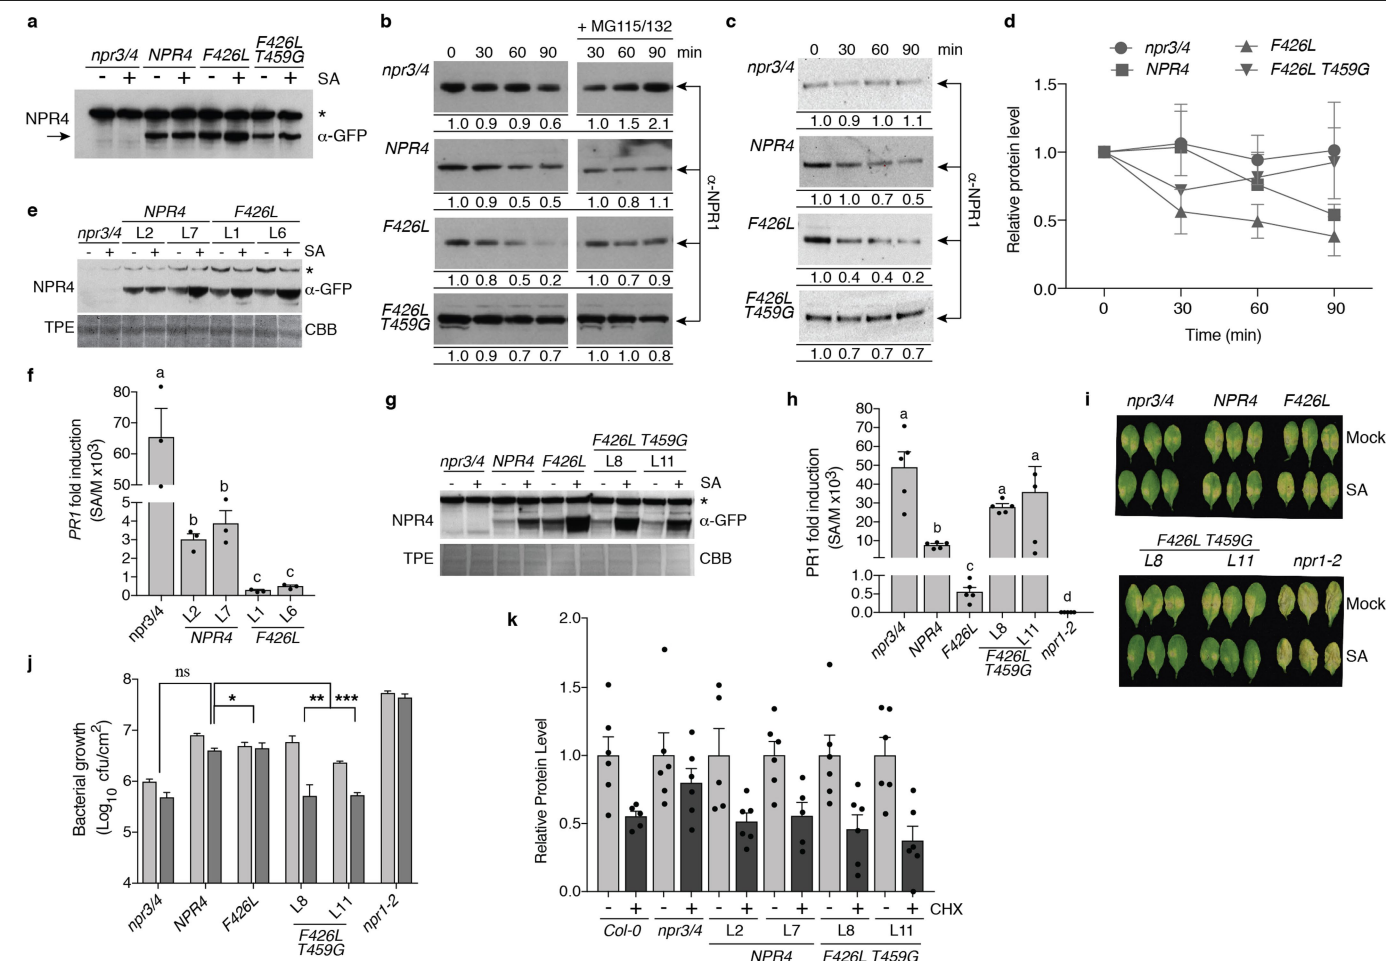 a
npr3/4 NPR4 F426L F426L T459G
- + - + - + - + SA
NPR4
*
α-GFP
b
+ MG115/132
0 30 60 90 30 60 90 min
npr3/4
1.0 0.9 0.9 0.6 1.0 1.5 2.1
NPR4
1.0 0.9 0.5 0.5 1.0 0.8 1.1
F426L
1.0 0.8 0.5 0.2 1.0 0.7 0.9
F426L
T459G
1.0 0.9 0.7 0.7 1.0 1.0 0.8
α-NPR1
c
0 30 60 90 min
npr3/4
1.0 0.9 1.0 1.1
NPR4
1.0 1.0 0.7 0.5
F426L
1.0 0.4 0.4 0.2
F426L
T459G
1.0 0.7 0.7 0.7
α-NPR1
d
npr3/4 F426L
NPR4 F426L T459G
Relative protein level
1.5
1.0
0.5
0.0
0 30 60 90
Time (min)
e
NPR4 F426L
npr3/4 L2 L7 L1 L6
- + - + - + - + - + SA
*
NPR4 α-GFP
TPE CBB
f
PR1 fold induction
(SA/M x10³)
80
70
60
50
5
4
3
2
1
0
a
b
b
c
c
npr3/4 L2 L7 L1 L6
NPR4 F426L
g
F426L T459G
npr3/4 NPR4 F426L L8 L11
- + - + - + - + - + SA
*
NPR4 α-GFP
TPE CBB
h
PR1 fold induction
(SA/M x10³)
80
70
60
50
40
30
20
10
1.0
0.5
0.0
a
b
c
a
a
d
npr3/4 NPR4 F426L L8 L11 npr1-2
F426L
T459G
i
npr3/4 NPR4 F426L
Mock
SA
F426L T459G
L8 L11 npr1-2
Mock
SA
j
Bacterial growth
(Log10 cfu/cm²)
8
7
6
5
4
ns
*
**
***
npr3/4 NPR4 F426L L8 L11 npr1-2
F426L
T459G
k
Relative Protein Level
2.0
1.5
1.0
0.5
0.0
- + - + - + - + - + - + CHX
Col-0 npr3/4 L2 L7 L8 L11
NPR4 F426L T459G